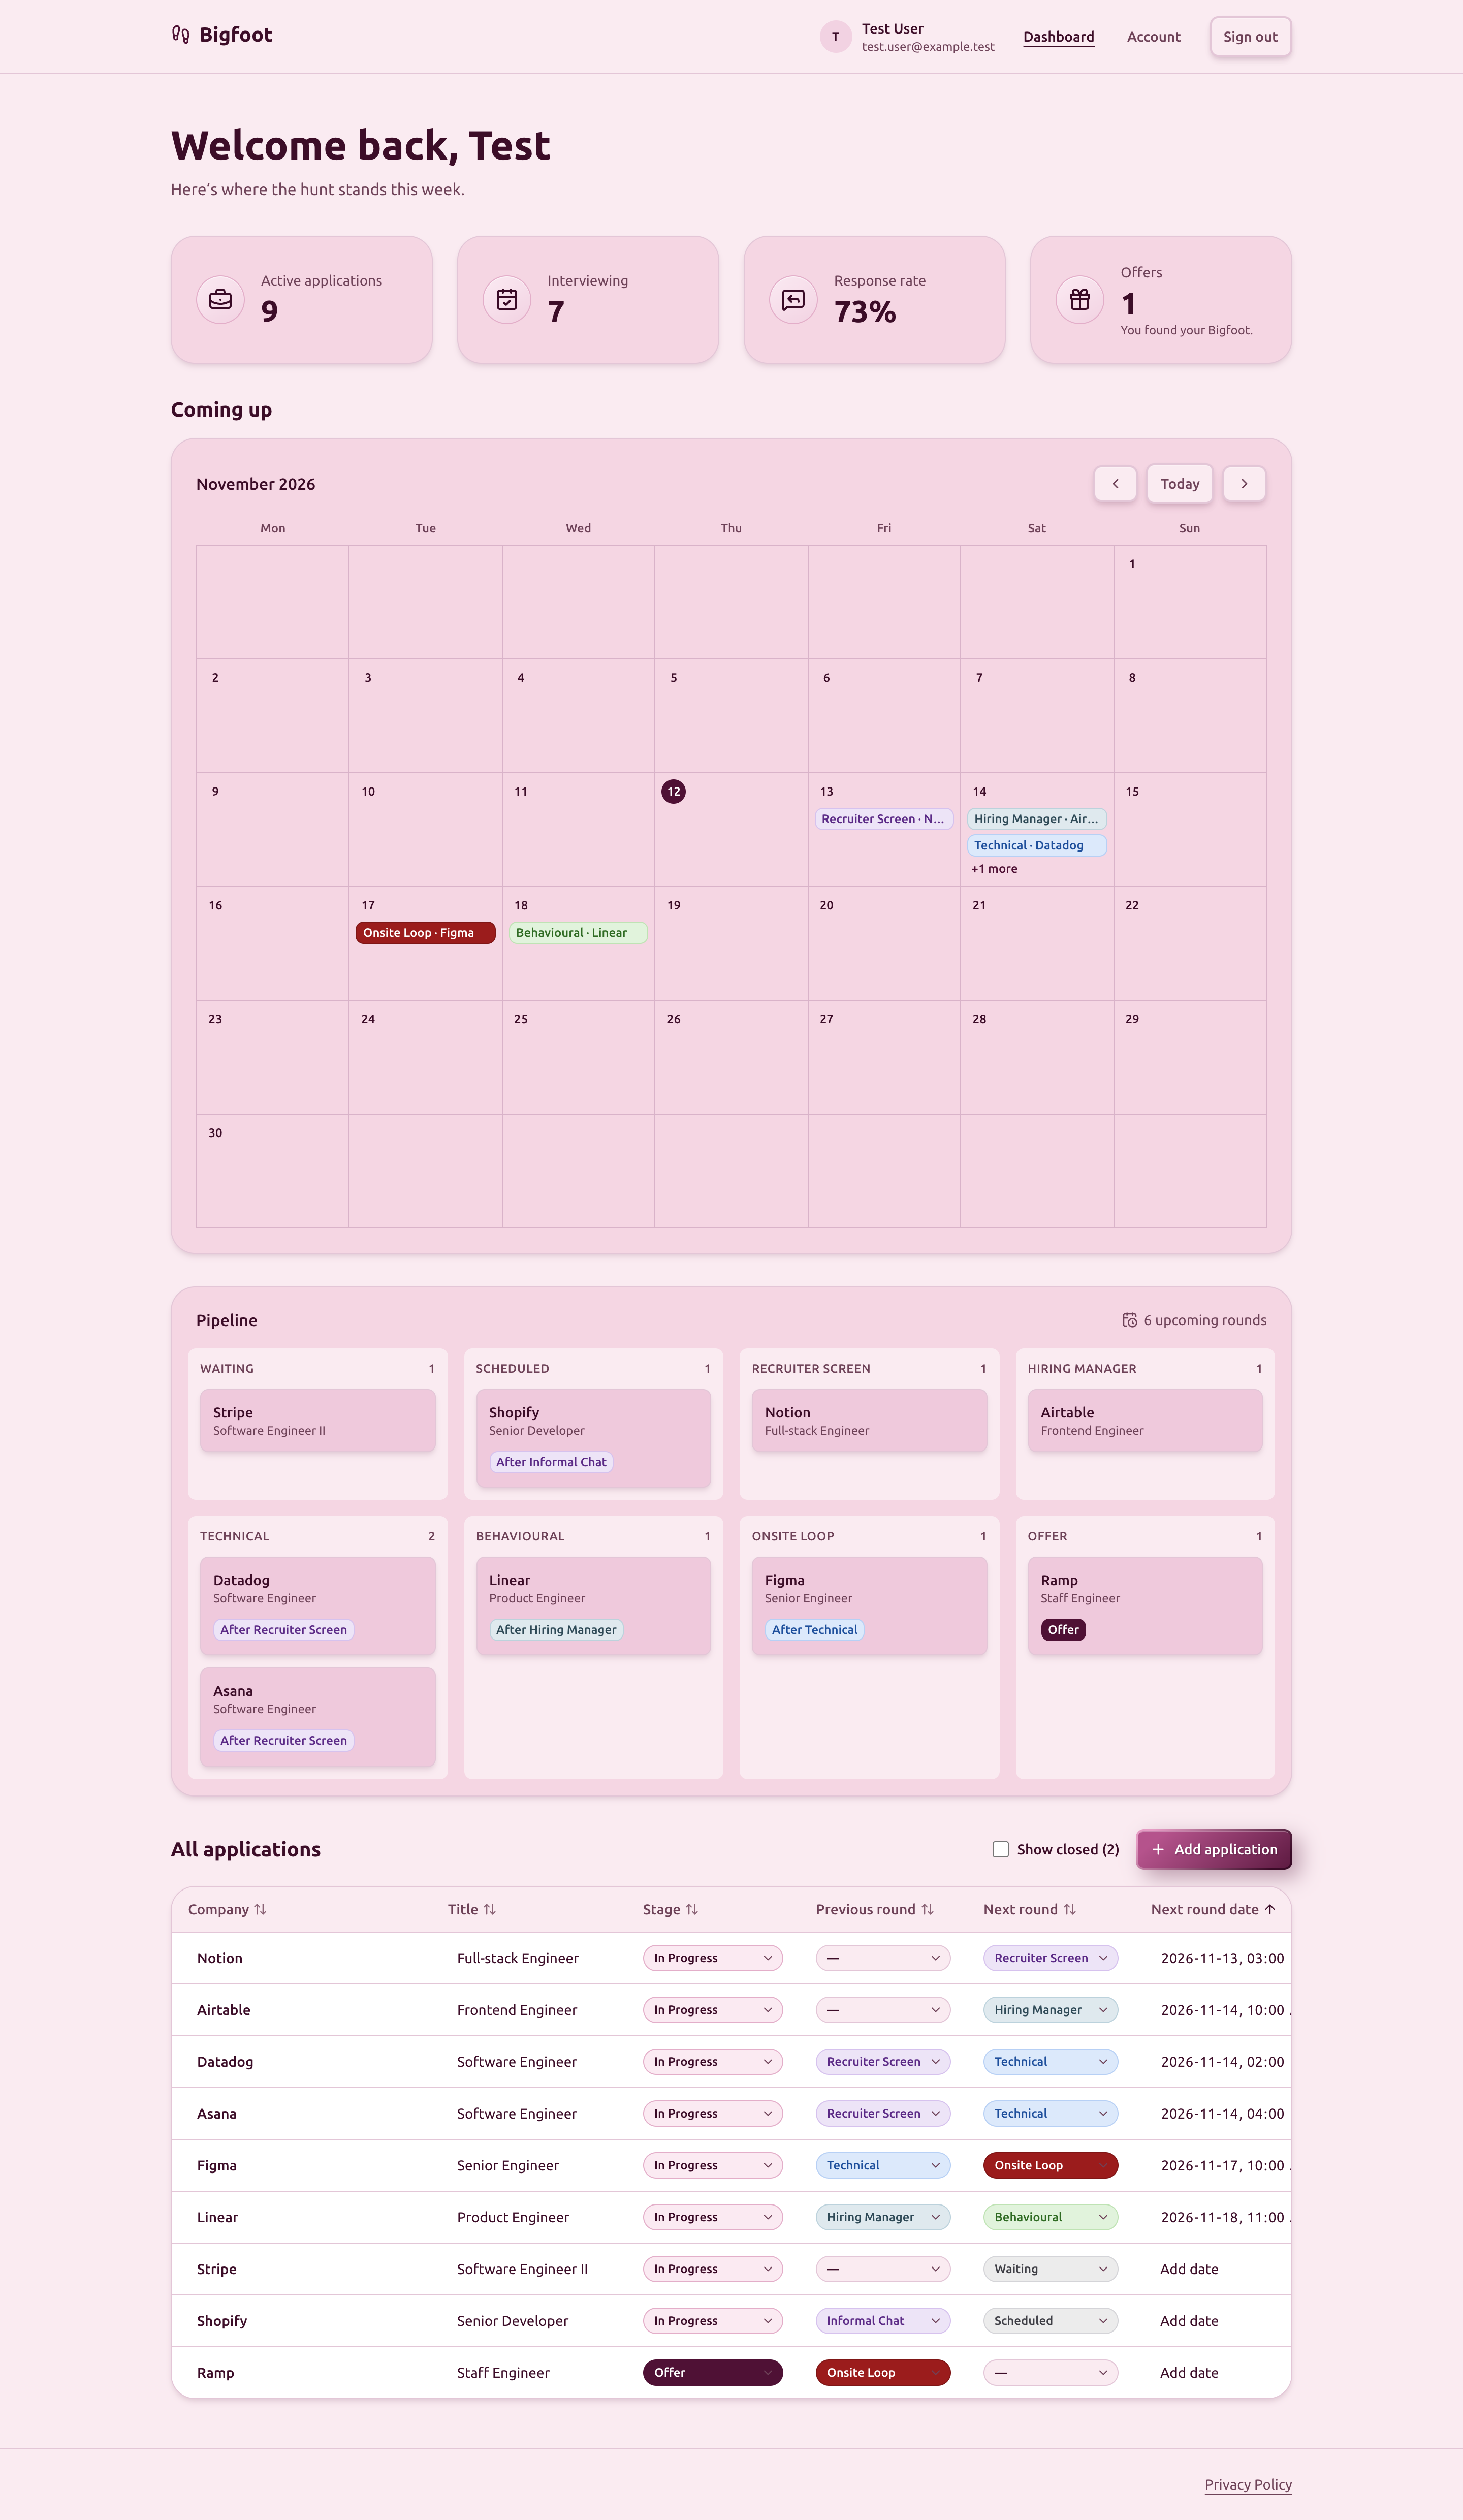 Bigfoot
T
Test User
test.user@example.test
Dashboard
Account
Sign out
Welcome back, Test
Here's where the hunt stands this week.
Active applications
9
Interviewing
7
Response rate
73%
Offers
1
You found your Bigfoot.
Coming up
November 2026
Today
Mon Tue Wed Thu Fri Sat Sun
1
2 3 4 5 6 7 8
9 10 11 12 13 14 15
Recruiter Screen · N...
Hiring Manager · Air...
Technical · Datadog
+1 more
16 17 18 19 20 21 22
Onsite Loop · Figma
Behavioural · Linear
23 24 25 26 27 28 29
30
Pipeline
6 upcoming rounds
WAITING 1
Stripe
Software Engineer II
SCHEDULED 1
Shopify
Senior Developer
After Informal Chat
RECRUITER SCREEN 1
Notion
Full-stack Engineer
HIRING MANAGER 1
Airtable
Frontend Engineer
TECHNICAL 2
Datadog
Software Engineer
After Recruiter Screen
Asana
Software Engineer
After Recruiter Screen
BEHAVIOURAL 1
Linear
Product Engineer
After Hiring Manager
ONSITE LOOP 1
Figma
Senior Engineer
After Technical
OFFER 1
Ramp
Staff Engineer
Offer
All applications
Show closed (2)
Add application
Company Title Stage Previous round Next round Next round date
Notion Full-stack Engineer In Progress — Recruiter Screen 2026-11-13, 03:00
Airtable Frontend Engineer In Progress — Hiring Manager 2026-11-14, 10:00
Datadog Software Engineer In Progress Recruiter Screen Technical 2026-11-14, 02:00
Asana Software Engineer In Progress Recruiter Screen Technical 2026-11-14, 04:00
Figma Senior Engineer In Progress Technical Onsite Loop 2026-11-17, 10:00
Linear Product Engineer In Progress Hiring Manager Behavioural 2026-11-18, 11:00
Stripe Software Engineer II In Progress — Waiting Add date
Shopify Senior Developer In Progress Informal Chat Scheduled Add date
Ramp Staff Engineer Offer Onsite Loop — Add date
Privacy Policy